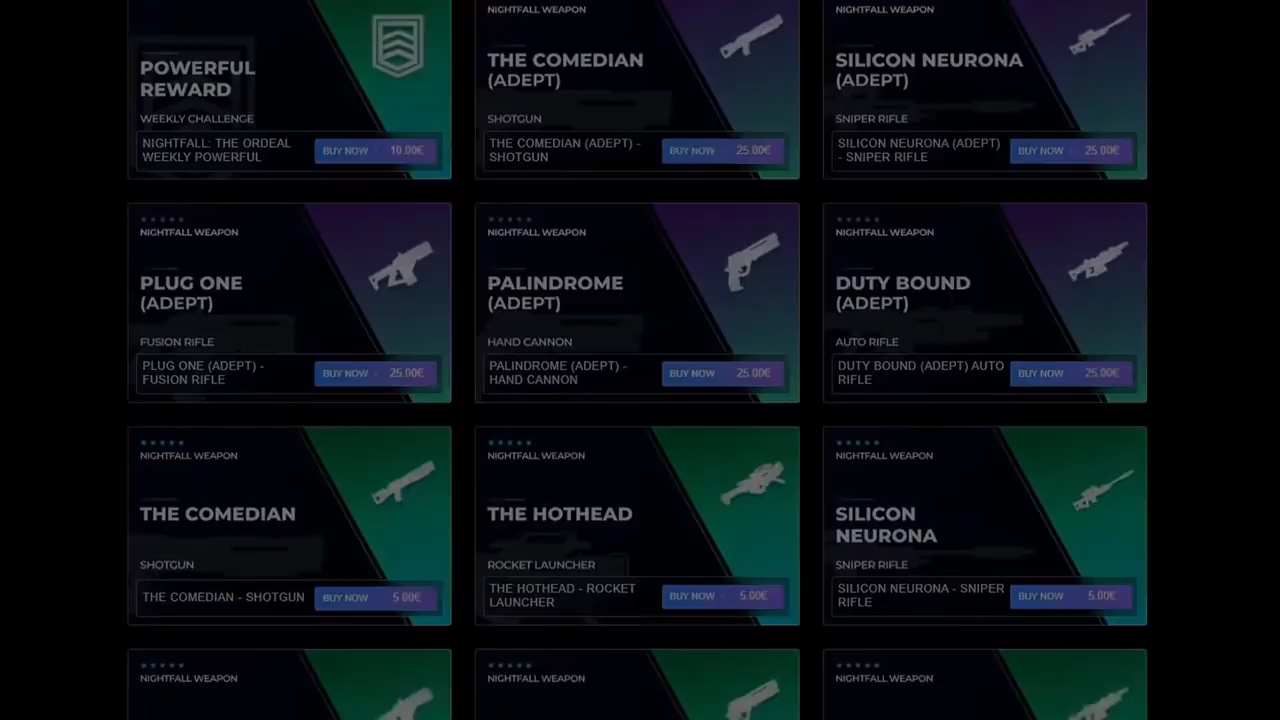 NIGHTFALL WEAPON
NIGHTFALL WEAPON
POWERFUL
REWARD
WEEKLY CHALLENGE
NIGHTFALL: THE ORDEAL
WEEKLY POWERFUL
BUY NOW 10.00€
THE COMEDIAN
(ADEPT)
SHOTGUN
THE COMEDIAN (ADEPT) -
SHOTGUN
BUY NOW 25.00€
SILICON NEURONA
(ADEPT)
SNIPER RIFLE
SILICON NEURONA (ADEPT)
- SNIPER RIFLE
BUY NOW 25.00€
NIGHTFALL WEAPON
PLUG ONE
(ADEPT)
FUSION RIFLE
PLUG ONE (ADEPT) -
FUSION RIFLE
BUY NOW 25.00€
NIGHTFALL WEAPON
PALINDROME
(ADEPT)
HAND CANNON
PALINDROME (ADEPT) -
HAND CANNON
BUY NOW 25.00€
NIGHTFALL WEAPON
DUTY BOUND
(ADEPT)
AUTO RIFLE
DUTY BOUND (ADEPT) AUTO
RIFLE
BUY NOW 25.00€
NIGHTFALL WEAPON
THE COMEDIAN
SHOTGUN
THE COMEDIAN - SHOTGUN
BUY NOW 5.00€
NIGHTFALL WEAPON
THE HOTHEAD
ROCKET LAUNCHER
THE HOTHEAD - ROCKET
LAUNCHER
BUY NOW 5.00€
NIGHTFALL WEAPON
SILICON
NEURONA
SNIPER RIFLE
SILICON NEURONA - SNIPER
RIFLE
BUY NOW 5.00€
NIGHTFALL WEAPON
NIGHTFALL WEAPON
NIGHTFALL WEAPON